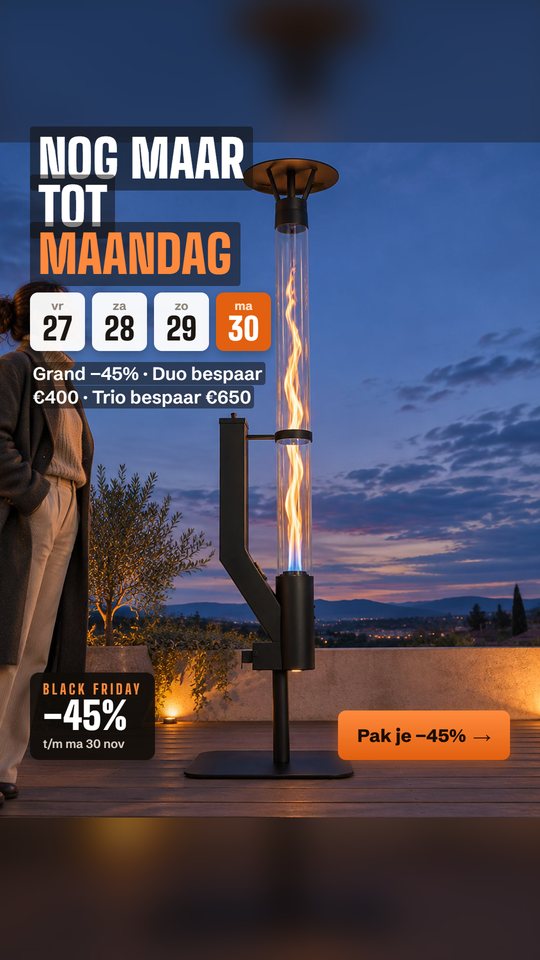 NOG MAAR
TOT
MAANDAG
vr za zo ma
27 28 29 30
Grand −45% · Duo bespaar
€400 · Trio bespaar €650
BLACK FRIDAY
−45%
t/m ma 30 nov
Pak je −45% →